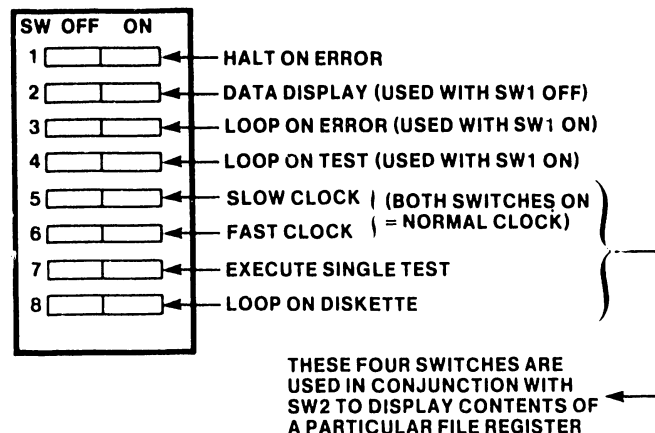 SW OFF ON
1 HALT ON ERROR
2 DATA DISPLAY (USED WITH SW1 OFF)
3 LOOP ON ERROR (USED WITH SW1 ON)
4 LOOP ON TEST (USED WITH SW1 ON)
5 SLOW CLOCK (BOTH SWITCHES ON
6 FAST CLOCK = NORMAL CLOCK)
7 EXECUTE SINGLE TEST
8 LOOP ON DISKETTE
THESE FOUR SWITCHES ARE
USED IN CONJUNCTION WITH
SW2 TO DISPLAY CONTENTS OF
A PARTICULAR FILE REGISTER